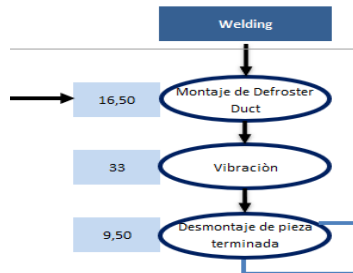 Welding
16,50
Montaje de Defroster
Duct
33
Vibraciòn
9,50
Desmontaje de pieza
terminada